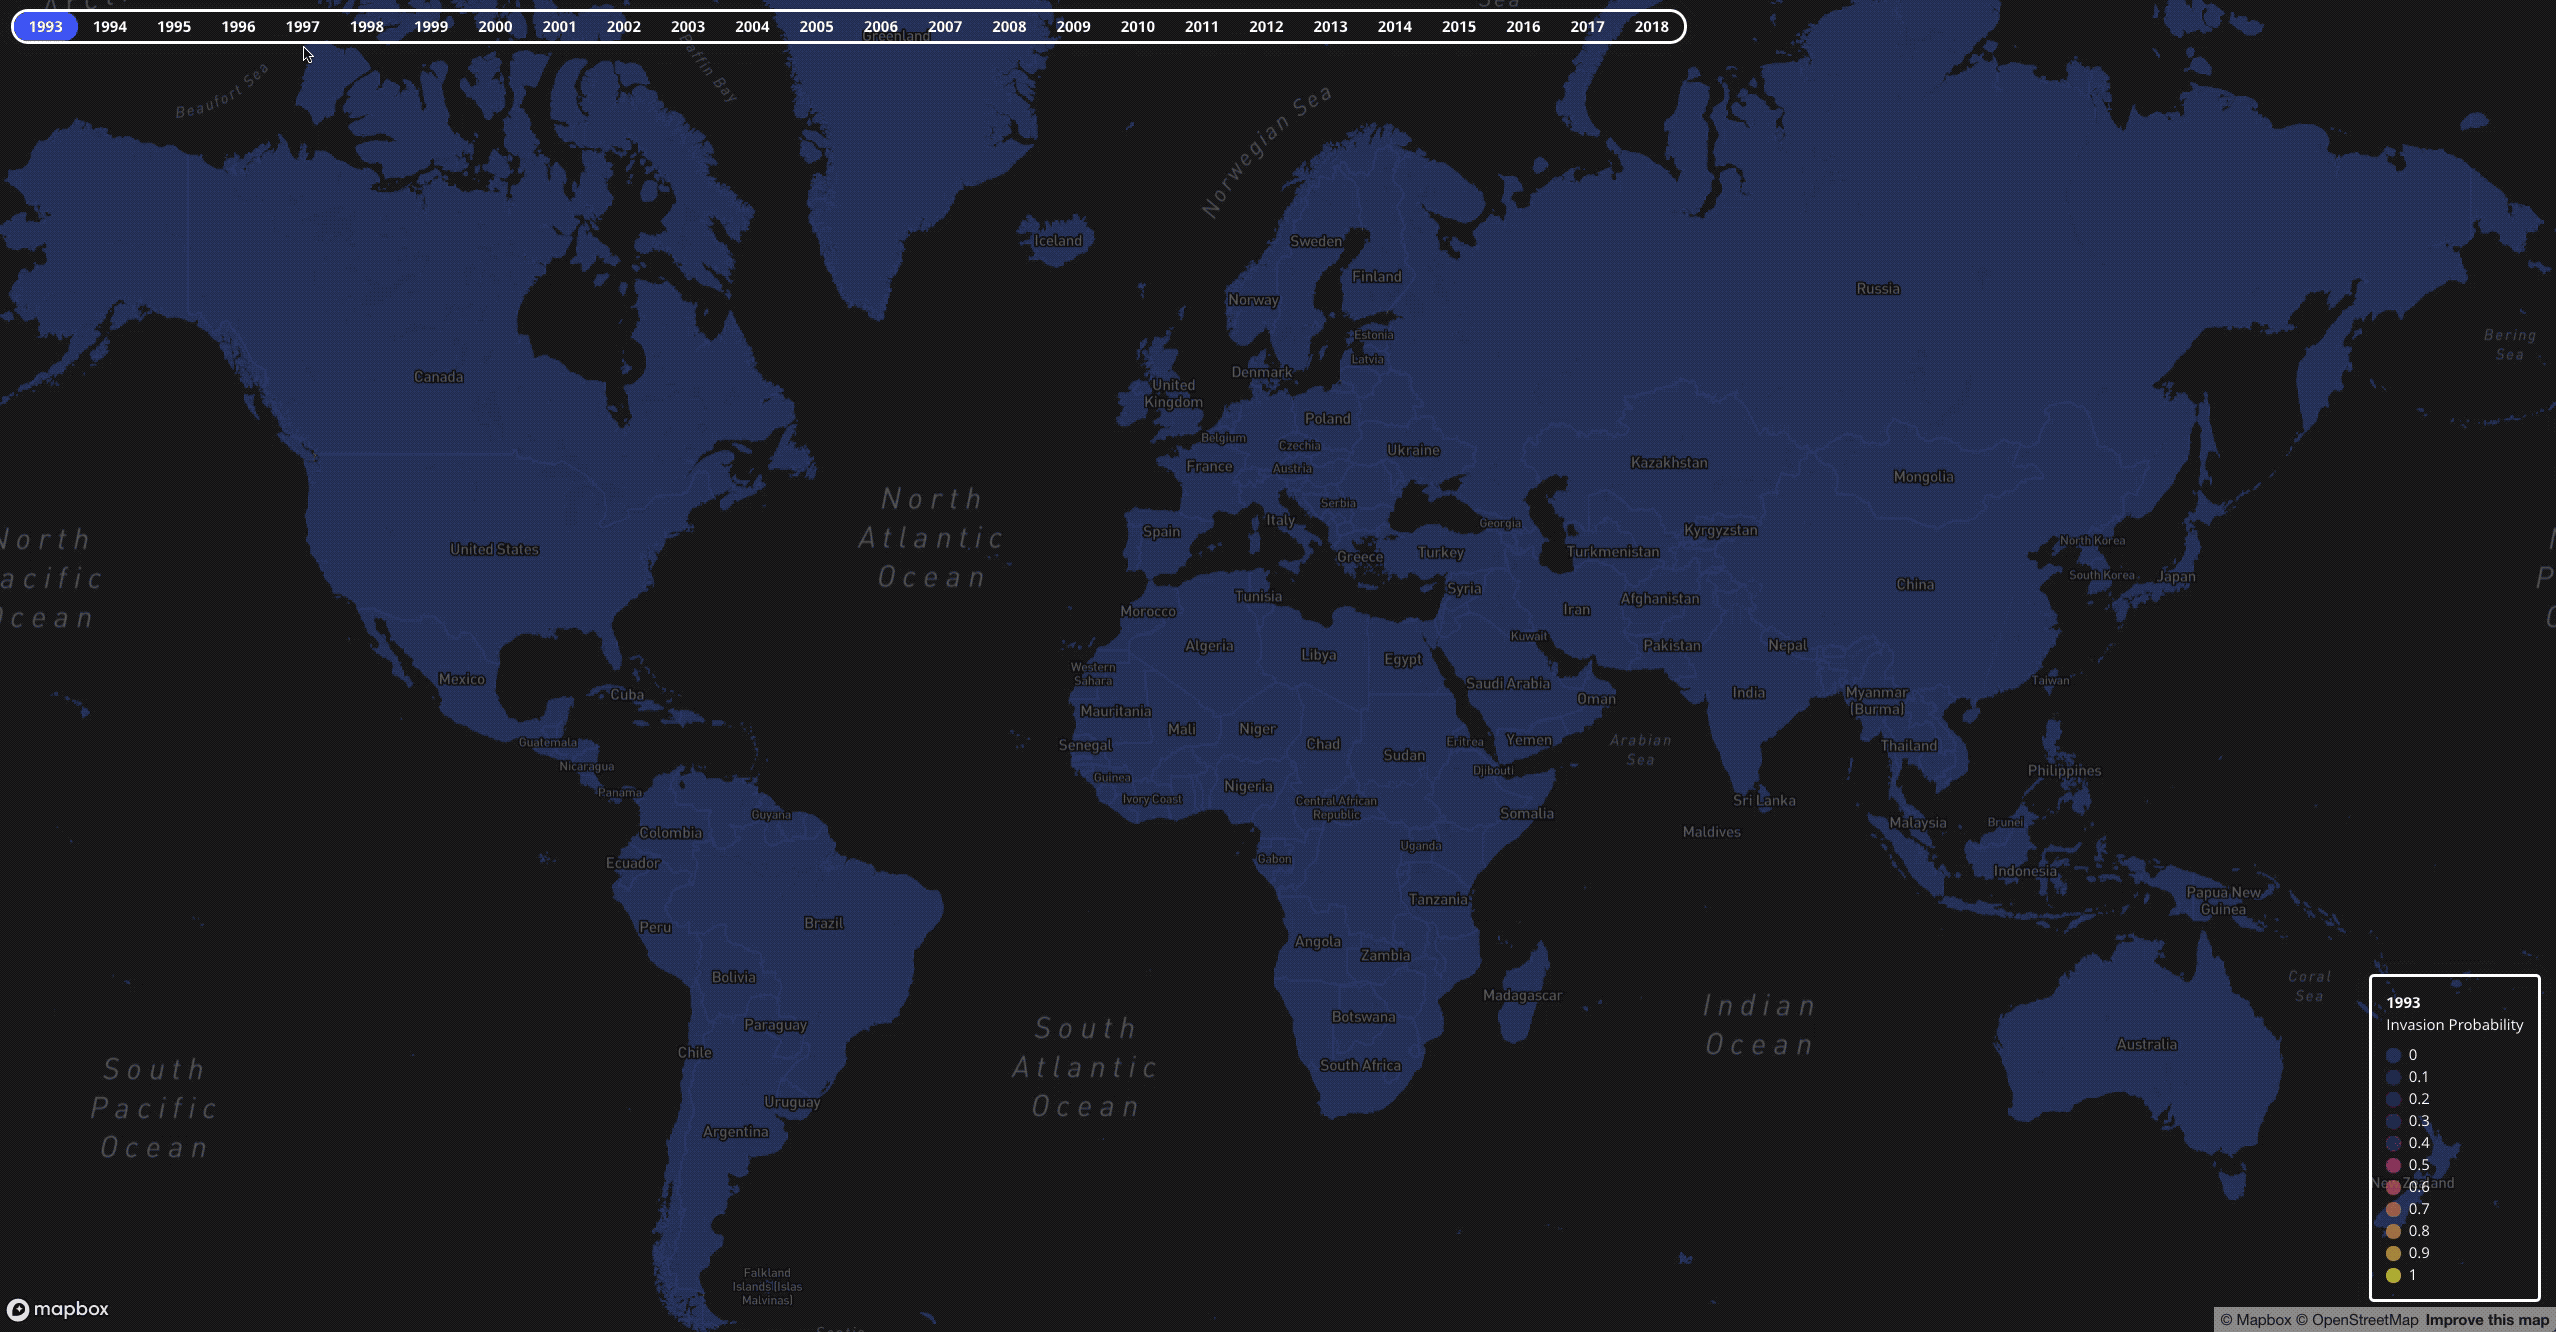 1993 1994 1995 1996 1997 1998 1999 2000 2001 2002 2003 2004 2005 2006 2007 2008 2009 2010 2011 2012 2013 2014 2015 2016 2017 2018
Sea
Greenland
Beaufort Sea
Baffin Bay
Norwegian Sea
Iceland
Sweden
Finland
Norway
Russia
Estonia
Latvia
Bering
Sea
Denmark
Canada
United
Kingdom
Poland
Belgium
Czechia
Ukraine
France
Austria
Kazakhstan
Mongolia
North
Atlantic
Ocean
Serbia
Italy
Georgia
Spain
Kyrgyzstan
North Korea
United States
Greece
Turkey
Turkmenistan
South Korea
Japan
China
Syria
Tunisia
Afghanistan
Iran
Morocco
Kuwait
Algeria
Libya
Egypt
Pakistan
Nepal
Western
Sahara
Mexico
Cuba
Saudi Arabia
Oman
India
Myanmar
(Burma)
Taiwan
Mauritania
Mali
Niger
Chad
Sudan
Eritrea
Yemen
Arabian
Sea
Senegal
Thailand
Guatemala
Nicaragua
Djibouti
Philippines
Guinea
Nigeria
Panama
Ivory Coast
Central African
Republic
Sri Lanka
Guyana
Somalia
Malaysia
Brunei
Colombia
Maldives
Ecuador
Gabon
Uganda
Indonesia
Tanzania
Papua New
Guinea
Peru
Brazil
Angola
Zambia
Bolivia
Coral
Sea
Madagascar
Indian
Ocean
Botswana
Paraguay
South
Atlantic
Ocean
Chile
South Africa
Australia
South
Pacific
Ocean
Uruguay
Argentina
New Zealand
Falkland
Islands (Islas
Malvinas)
1993
Invasion Probability
0
0.1
0.2
0.3
0.4
0.5
0.6
0.7
0.8
0.9
1
mapbox
© Mapbox © OpenStreetMap Improve this map